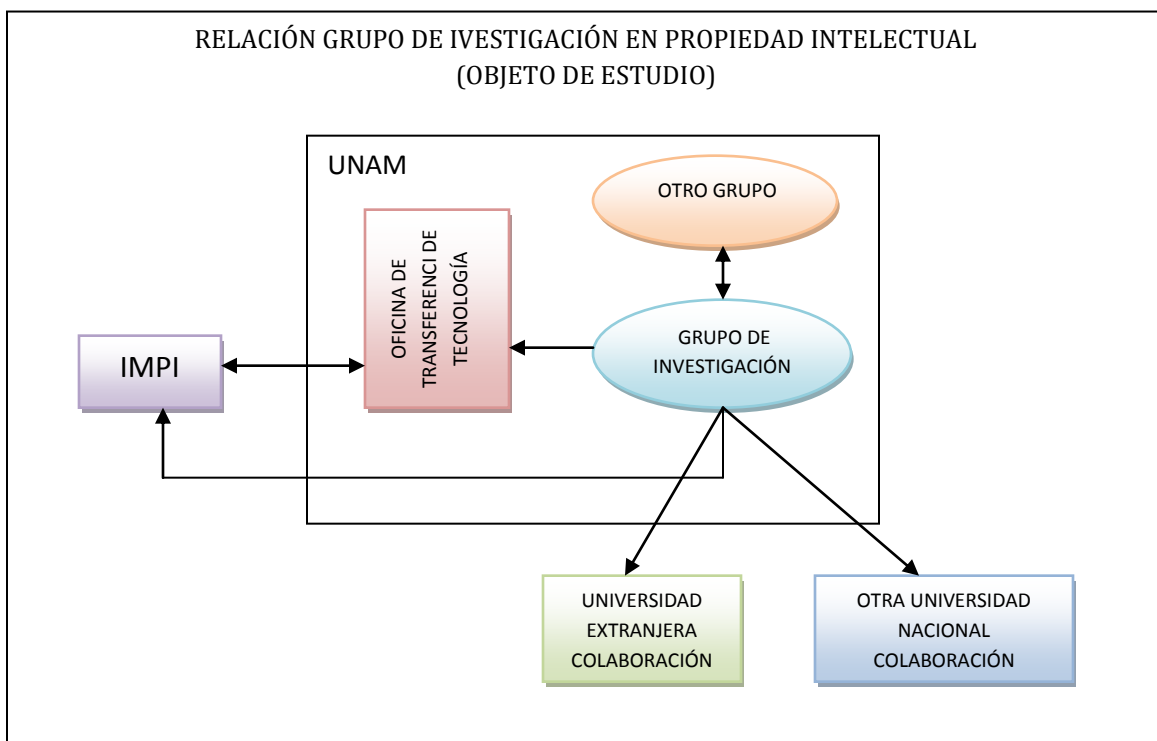 RELACIÓN GRUPO DE IVESTIGACIÓN EN PROPIEDAD INTELECTUAL
(OBJETO DE ESTUDIO)
UNAM
OTRO GRUPO
OFICINA DE
TRANSFERENCI DE
TECNOLOGÍA
GRUPO DE
INVESTIGACIÓN
IMPI
UNIVERSIDAD
EXTRANJERA
COLABORACIÓN
OTRA UNIVERSIDAD
NACIONAL
COLABORACIÓN